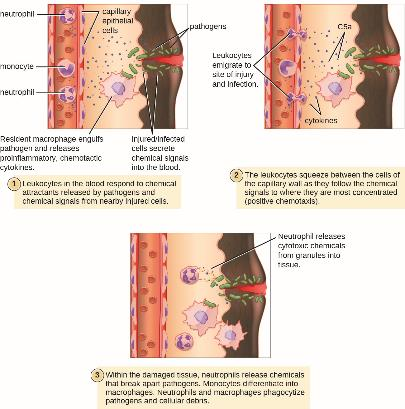 neutrophil
capillary
epithelial
cells
pathogens
monocyte
neutrophil
Resident macrophage engulfs
pathogen and releases
proinflammatory, chemotactic
cytokines.
Injured/infected
cells secrete
chemical signals
into the blood.
1 Leukocytes in the blood respond to chemical
attractants released by pathogens and
chemical signals from nearby injured cells.
C5a
Leukocytes
emigrate to
site of injury
and infection.
cytokines
2 The leukocytes squeeze between the cells of
the capillary wall as they follow the chemical
signals to where they are most concentrated
(positive chemotaxis).
Neutrophil releases
cytotoxic chemicals
from granules into
tissue.
3 Within the damaged tissue, neutrophils release chemicals
that break apart pathogens. Monocytes differentiate into
macrophages. Neutrophils and macrophages phagocytize
pathogens and cellular debris.